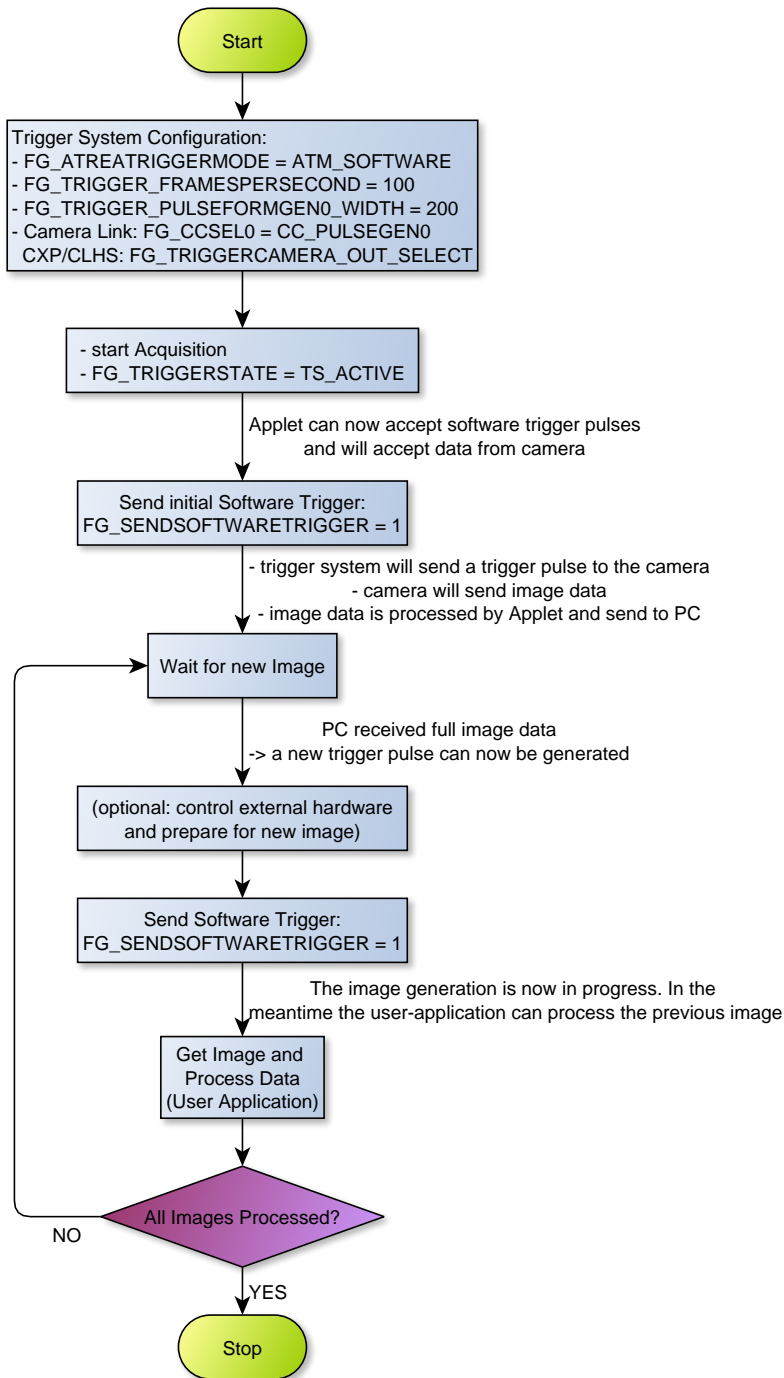 Start
Trigger System Configuration:
- FG_ATREATRIGGERMODE = ATM_SOFTWARE
- FG_TRIGGER_FRAMESPERSECOND = 100
- FG_TRIGGER_PULSEFORMGEN0_WIDTH = 200
- Camera Link: FG_CCSEL0 = CC_PULSEGEN0
CXP/CLHS: FG_TRIGGERCAMERA_OUT_SELECT
- start Acquisition
- FG_TRIGGERSTATE = TS_ACTIVE
Applet can now accept software trigger pulses
and will accept data from camera
Send initial Software Trigger:
FG_SENDSOFTWARETRIGGER = 1
- trigger system will send a trigger pulse to the camera
- camera will send image data
- image data is processed by Applet and send to PC
Wait for new Image
PC received full image data
-> a new trigger pulse can now be generated
(optional: control external hardware
and prepare for new image)
Send Software Trigger:
FG_SENDSOFTWARETRIGGER = 1
The image generation is now in progress. In the
meantime the user-application can process the previous image
Get Image and
Process Data
(User Application)
All Images Processed?
NO
YES
Stop